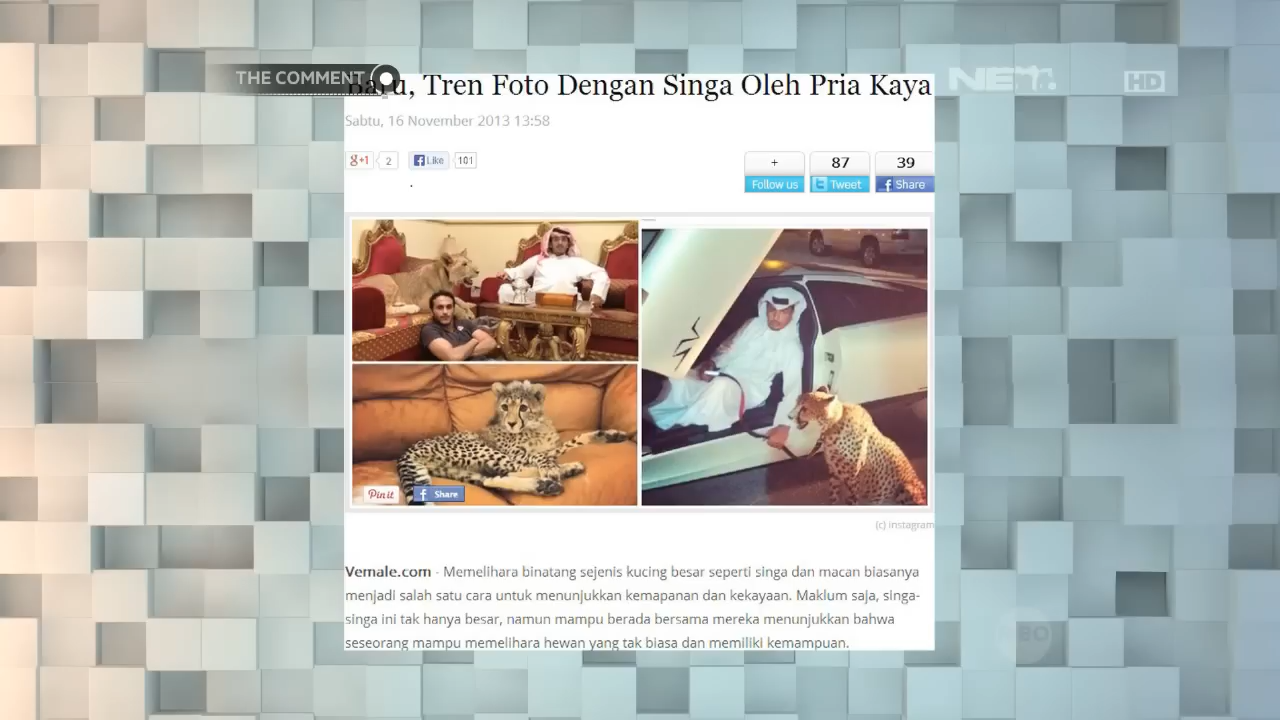 THE COMMENT
NET.
HD
Baru, Tren Foto Dengan Singa Oleh Pria Kaya
Sabtu, 16 November 2013 13:58
g+1 2 f Like 101
+ 87 39
Follow us Tweet f Share
Pin it f Share
(c) instagram
Vemale.com - Memelihara binatang sejenis kucing besar seperti singa dan macan biasanya
menjadi salah satu cara untuk menunjukkan kemapanan dan kekayaan. Maklum saja, singa-
singa ini tak hanya besar, namun mampu berada bersama mereka menunjukkan bahwa
seseorang mampu memelihara hewan yang tak biasa dan memiliki kemampuan.